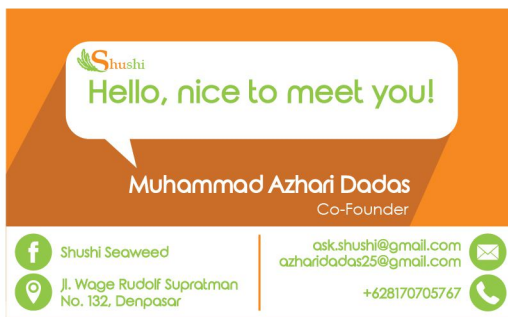 Shushi
Hello, nice to meet you!
Muhammad Azhari Dadas
Co-Founder
Shushi Seaweed
Jl. Wage Rudolf Supratman
No. 132, Denpasar
ask.shushi@gmail.com
azharidadas25@gmail.com
+628170705767